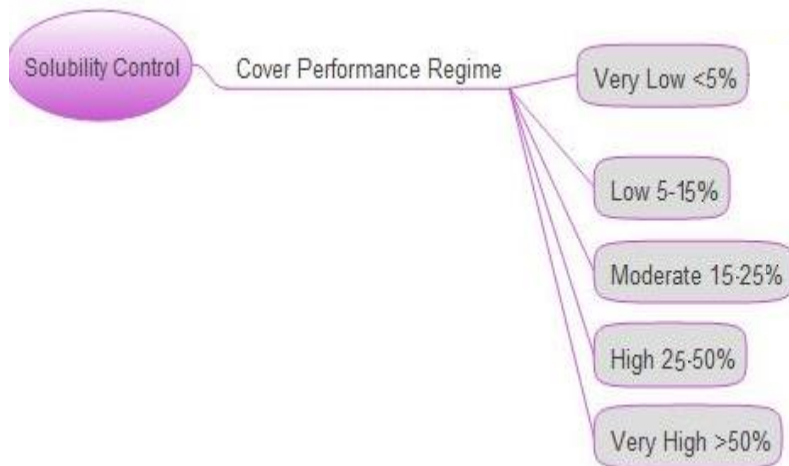 Solubility Control
Cover Performance Regime
Very Low <5%
Low 5-15%
Moderate 15-25%
High 25-50%
Very High >50%